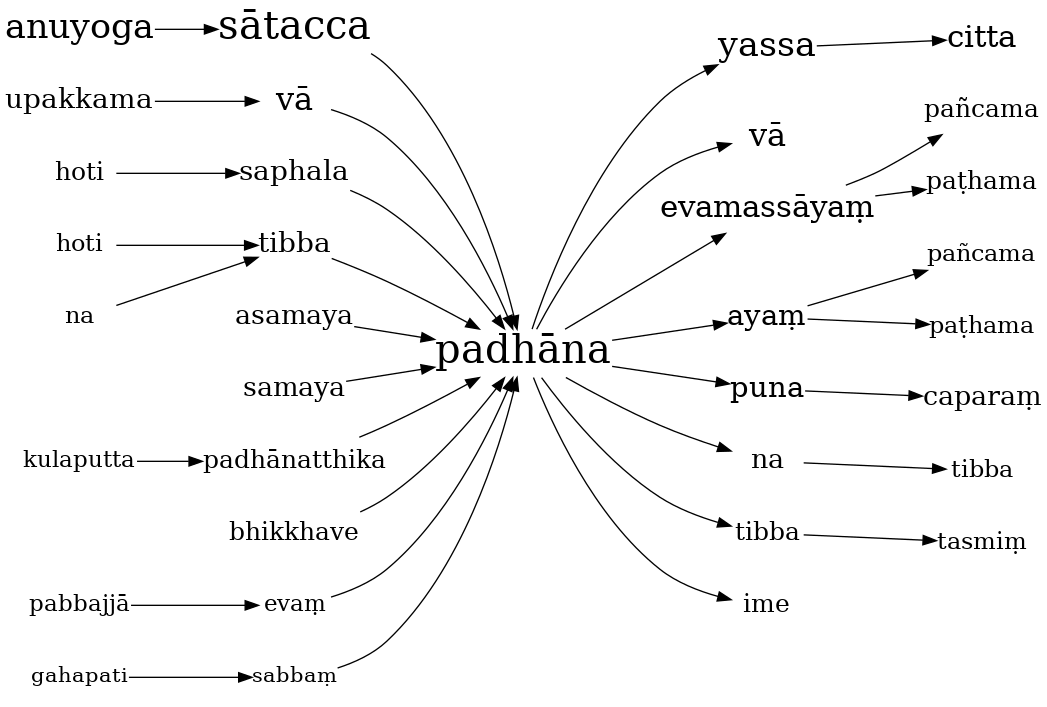 anuyoga
sātacca
yassa
citta
upakkama
vā
vā
pañcama
hoti
saphala
paṭhama
evamassāyaṃ
hoti
tibba
pañcama
na
asamaya
ayaṃ
paṭhama
padhāna
samaya
puna
caparaṃ
kulaputta
padhānatthika
na
tibba
bhikkhave
tibba
tasmiṃ
pabbajjā
evaṃ
ime
gahapati
sabbaṃ